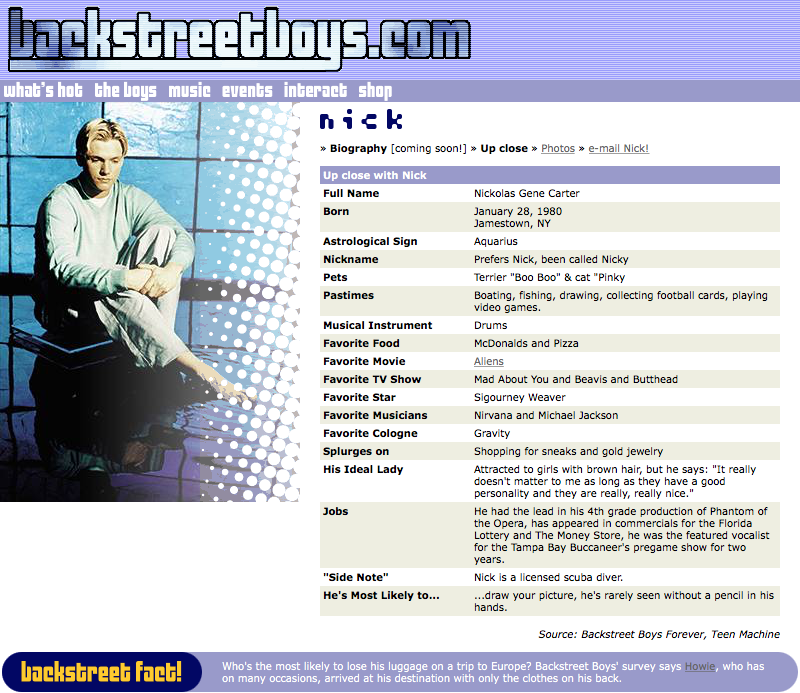 backstreetboys.com
what's hot the boys music events interact shop
nick
» Biography [coming soon!] » Up close » Photos » e-mail Nick!
Up close with Nick
Full Name Nickolas Gene Carter
Born January 28, 1980
Jamestown, NY
Astrological Sign Aquarius
Nickname Prefers Nick, been called Nicky
Pets Terrier "Boo Boo" & cat "Pinky
Pastimes Boating, fishing, drawing, collecting football cards, playing
video games.
Musical Instrument Drums
Favorite Food McDonalds and Pizza
Favorite Movie Aliens
Favorite TV Show Mad About You and Beavis and Butthead
Favorite Star Sigourney Weaver
Favorite Musicians Nirvana and Michael Jackson
Favorite Cologne Gravity
Splurges on Shopping for sneaks and gold jewelry
His Ideal Lady Attracted to girls with brown hair, but he says: "It really
doesn't matter to me as long as they have a good
personality and they are really, really nice."
Jobs He had the lead in his 4th grade production of Phantom of
the Opera, has appeared in commercials for the Florida
Lottery and The Money Store, he was the featured vocalist
for the Tampa Bay Buccaneer's pregame show for two
years.
"Side Note" Nick is a licensed scuba diver.
He's Most Likely to... ...draw your picture, he's rarely seen without a pencil in his
hands.
Source: Backstreet Boys Forever, Teen Machine
backstreet fact!
Who's the most likely to lose his luggage on a trip to Europe? Backstreet Boys' survey says Howie, who has
on many occasions, arrived at his destination with only the clothes on his back.